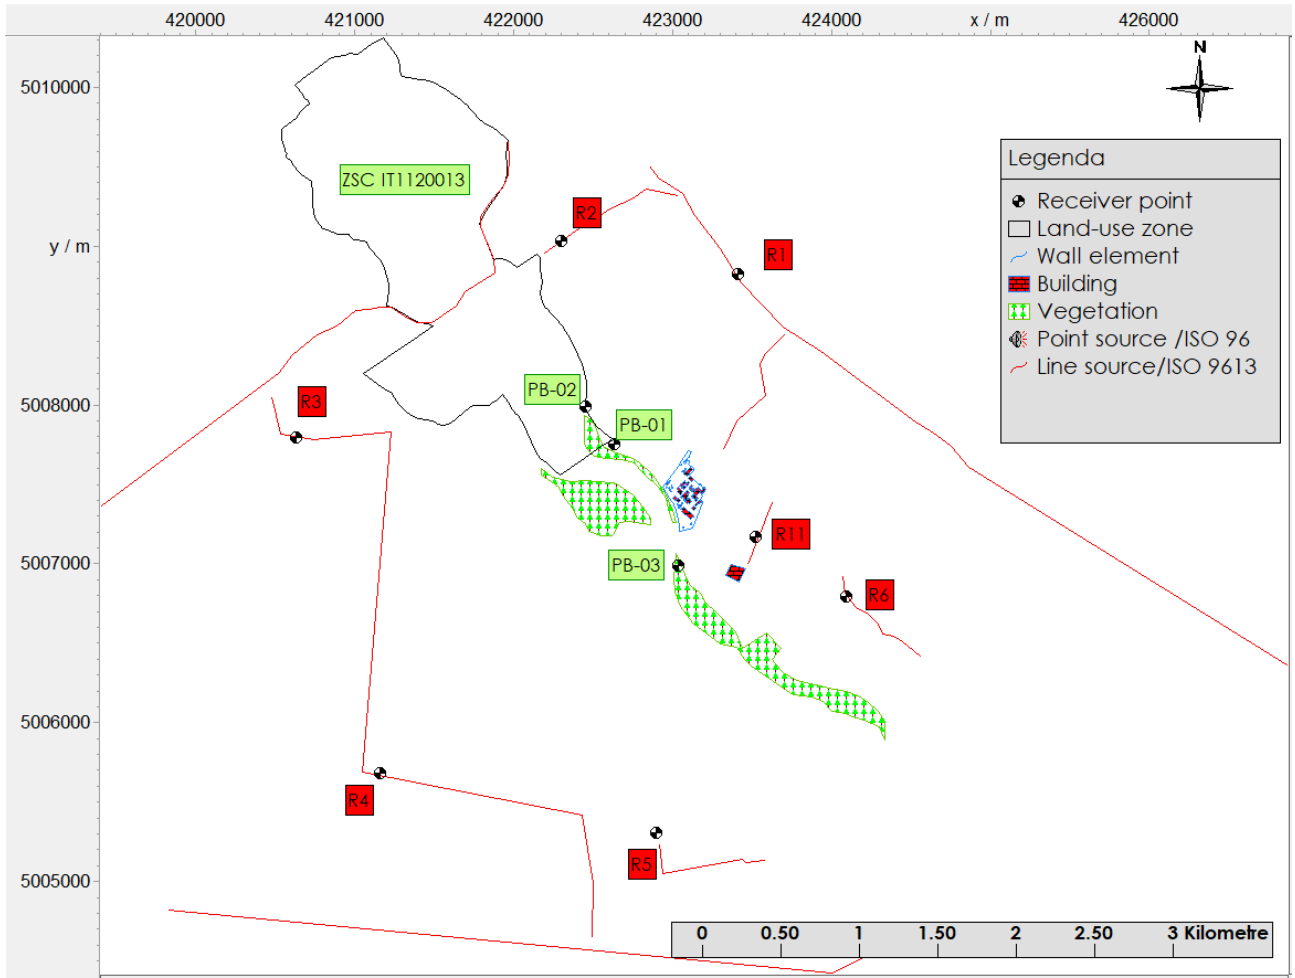 420000 421000 422000 423000 424000 x / m 426000
N
5010000
Legenda
ZSC IT1120013
Receiver point
R2
Land-use zone
y / m
R1
Wall element
Building
Vegetation
Point source /ISO 96
Line source/ISO 9613
PB-02
R3
5008000
PB-01
R11
5007000
PB-03
R6
5006000
R4
R5
5005000
0 0.50 1 1.50 2 2.50 3 Kilometre